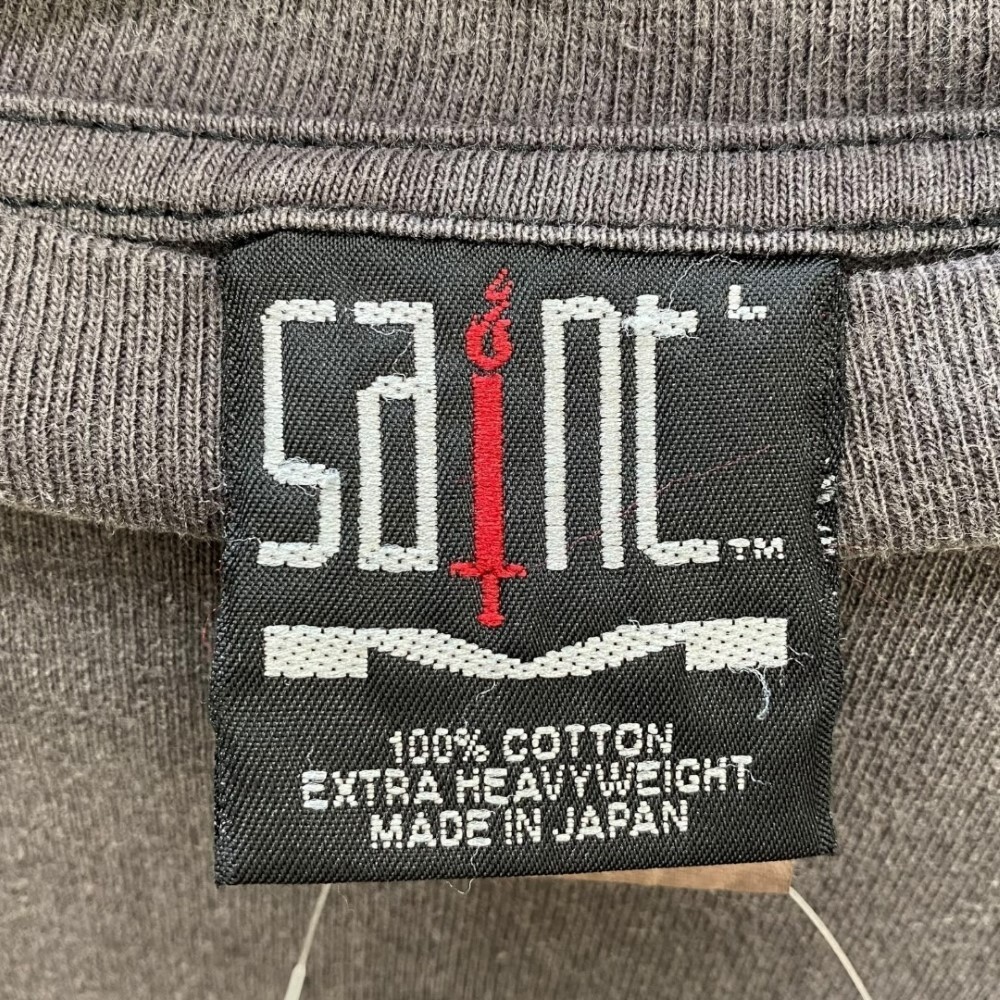 saint L
TM
100% COTTON
EXTRA HEAVYWEIGHT
MADE IN JAPAN